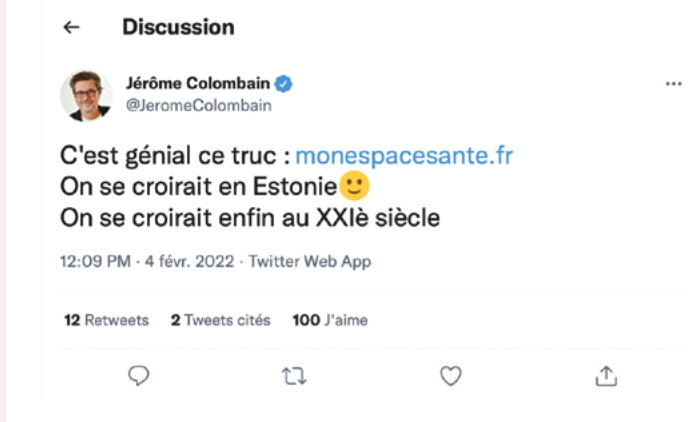 Discussion
Jérôme Colombain
@JeromeColombain
C'est génial ce truc : monespacesante.fr
On se croirait en Estonie🙂
On se croirait enfin au XXIè siècle
12:09 PM · 4 févr. 2022 · Twitter Web App
12 Retweets 2 Tweets cités 100 J'aime